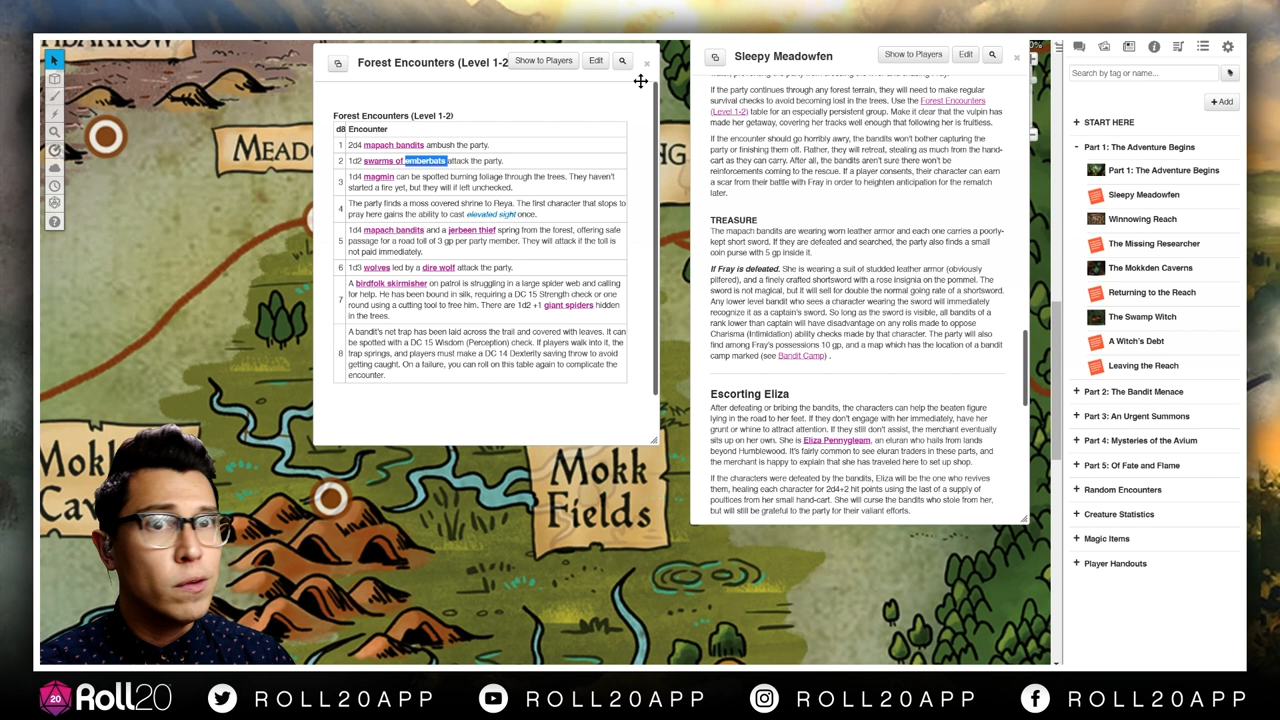 Forest Encounters (Level 1-2
Show to Players
Edit
Forest Encounters (Level 1-2)
d8 Encounter
1 2d4 mapach bandits ambush the party.
2 1d2 swarms of emberbats attack the party.
3 1d4 magmin can be spotted burning foliage through the trees. They haven't
started a fire yet, but they will if left unchecked.
4 The party finds a moss covered shrine to Reya. The first character that stops to
pray here gains the ability to cast elevated sight once.
5 1d4 mapach bandits and a jerbeen thief spring from the forest, offering safe
passage for a road toll of 3 gp per party member. They will attack if the toll is
not paid immediately.
6 1d3 wolves led by a dire wolf attack the party.
7 A birdfolk skirmisher on patrol is struggling in a large spider web and calling
for help. He has been bound in silk, requiring a DC 15 Strength check or one
round using a cutting tool to free him. There are 1d2 +1 giant spiders hidden
in the trees.
8 A bandit's net trap has been laid across the trail and covered with leaves. It can
be spotted with a DC 15 Wisdom (Perception) check. If players walk into it, the
trap springs, and players must make a DC 14 Dexterity saving throw to avoid
getting caught. On a failure, you can roll on this table again to complicate the
encounter.
Sleepy Meadowfen
Show to Players
Edit
If the party continues through any forest terrain, they will need to make regular
survival checks to avoid becoming lost in the trees. Use the Forest Encounters
(Level 1-2) table for an especially persistent group. Make it clear that the vulpin has
made her getaway, covering her tracks well enough that following her is fruitless.
If the encounter should go horribly awry, the bandits won't bother capturing the
party or finishing them off. Rather, they will retreat, stealing as much from the hand-
cart as they can carry. After all, the bandits aren't sure there won't be
reinforcements coming to the rescue. If a player consents, their character can earn
a scar from their battle with Fray in order to heighten anticipation for the rematch
later.
TREASURE
The mapach bandits are wearing worn leather armor and each one carries a poorly-
kept short sword. If they are defeated and searched, the party also finds a small
coin purse with 5 gp inside it.
If Fray is defeated. She is wearing a suit of studded leather armor (obviously
pilfered), and a finely crafted shortsword with a rose insignia on the pommel. The
sword is not magical, but it will sell for double the normal going rate of a shortsword.
Any lower level bandit who sees a character wearing the sword will immediately
recognize it as a captain's sword. So long as the sword is visible, all bandits of a
rank lower than captain will have disadvantage on any rolls made to oppose
Charisma (Intimidation) ability checks made by that character. The party will also
find among Fray's possessions 10 gp, and a map which has the location of a bandit
camp marked (see Bandit Camp) .
Escorting Eliza
After defeating or bribing the bandits, the characters can help the beaten figure
lying in the road to her feet. If they don't engage with her immediately, have her
grunt or whine to attract attention. If they still don't assist, the merchant eventually
sits up on her own. She is Eliza Pennygleam, an eluran who hails from lands
beyond Humblewood. It's fairly common to see eluran traders in these parts, and
the merchant is happy to explain that she has traveled here to set up shop.
If the characters were defeated by the bandits, Eliza will be the one who revives
them, healing each character for 2d4+2 hit points using the last of a supply of
poultices from her small hand-cart. She will curse the bandits who stole from her,
but will still be grateful to the party for their valiant efforts.
Search by tag or name...
+ Add
+ START HERE
- Part 1: The Adventure Begins
Part 1: The Adventure Begins
Sleepy Meadowfen
Winnowing Reach
The Missing Researcher
The Mokkden Caverns
Returning to the Reach
The Swamp Witch
A Witch's Debt
Leaving the Reach
+ Part 2: The Bandit Menace
+ Part 3: An Urgent Summons
+ Part 4: Mysteries of the Avium
+ Part 5: Of Fate and Flame
+ Random Encounters
+ Creature Statistics
+ Magic Items
+ Player Handouts
MEAD
NG
Mokk
Fields
Mok
Cav
20 Roll20 ROLL20APP ROLL20APP ROLL20APP ROLL20APP